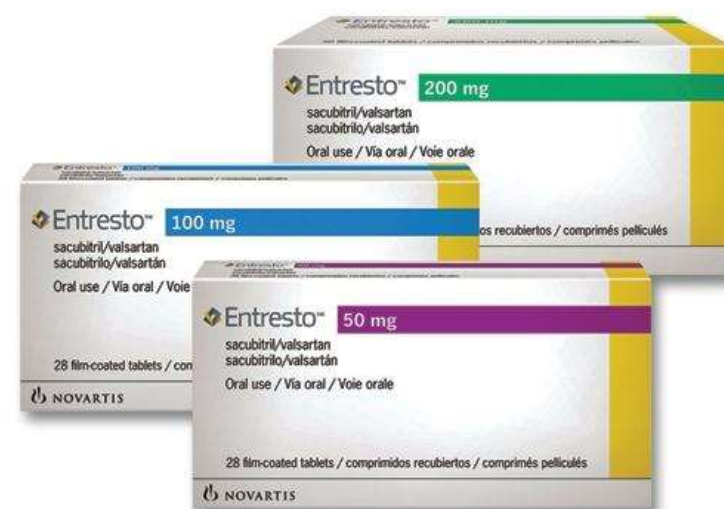 Entresto™ 200 mg
sacubitril/valsartan
sacubitrilo/valsartán
Oral use / Vía oral / Voie orale
os recubiertos / comprimés pelliculés
Entresto™ 100 mg
sacubitril/valsartan
sacubitrilo/valsartán
Oral use / Vía oral / Voie
28 film-coated tablets / con
NOVARTIS
Entresto™ 50 mg
sacubitril/valsartan
sacubitrilo/valsartán
Oral use / Vía oral / Voie orale
28 film-coated tablets / comprimidos recubiertos / comprimés pelliculés
NOVARTIS